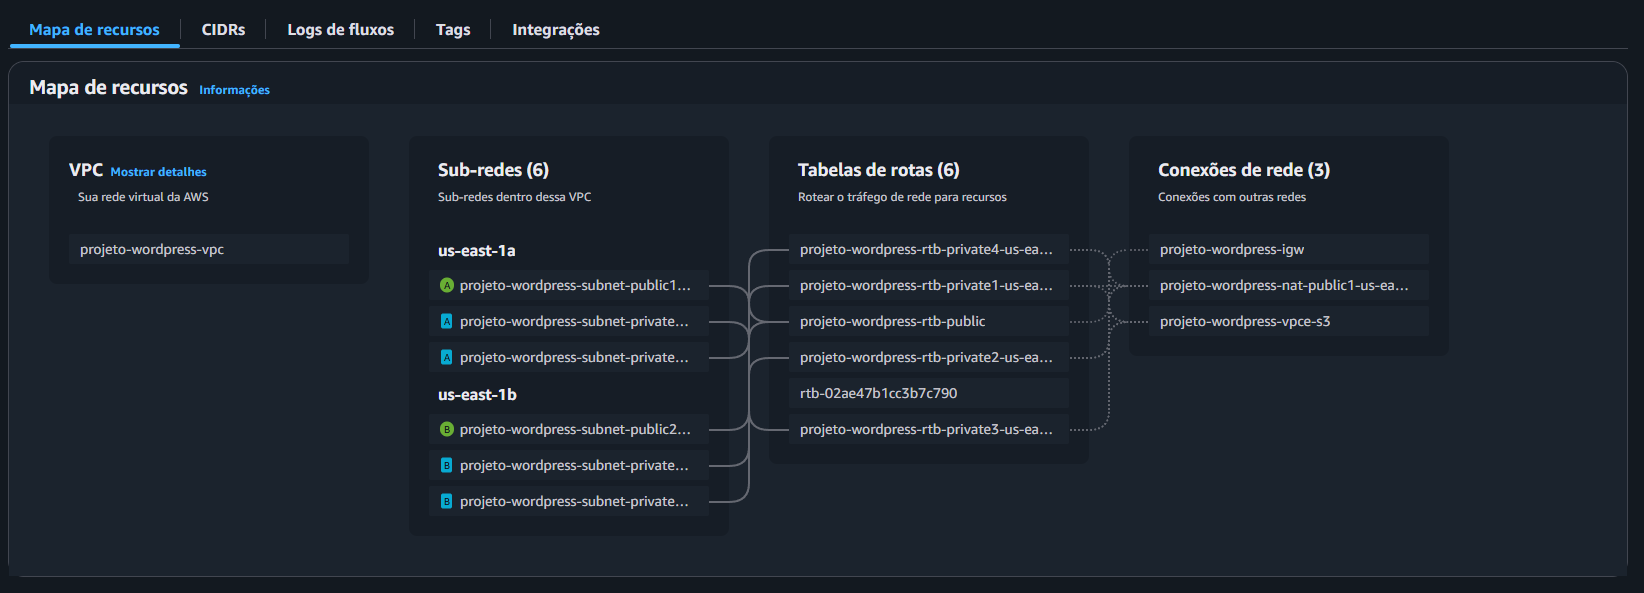 Mapa de recursos
CIDRs
Logs de fluxos
Tags
Integrações
Mapa de recursos Informações
VPC Mostrar detalhes
Sua rede virtual da AWS
projeto-wordpress-vpc
Sub-redes (6)
Sub-redes dentro dessa VPC
us-east-1a
A projeto-wordpress-subnet-public1...
A projeto-wordpress-subnet-private...
A projeto-wordpress-subnet-private...
us-east-1b
B projeto-wordpress-subnet-public2...
B projeto-wordpress-subnet-private...
B projeto-wordpress-subnet-private...
Tabelas de rotas (6)
Rotear o tráfego de rede para recursos
projeto-wordpress-rtb-private4-us-ea...
projeto-wordpress-rtb-private1-us-ea...
projeto-wordpress-rtb-public
projeto-wordpress-rtb-private2-us-ea...
rtb-02ae47b1cc3b7c790
projeto-wordpress-rtb-private3-us-ea...
Conexões de rede (3)
Conexões com outras redes
projeto-wordpress-igw
projeto-wordpress-nat-public1-us-ea...
projeto-wordpress-vpce-s3